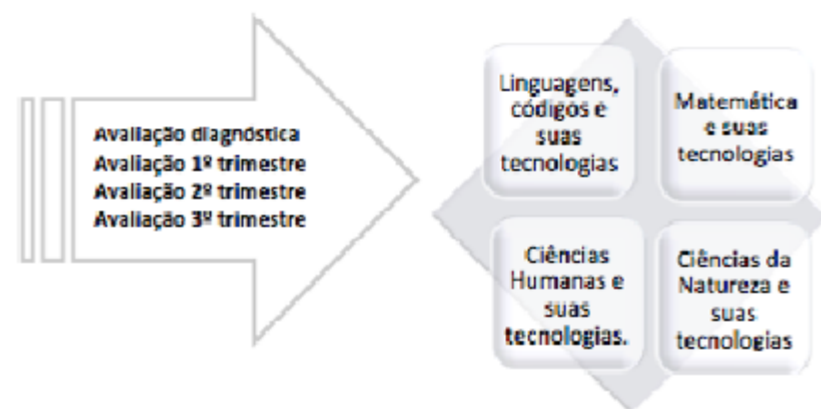 Avaliação diagnóstica
Avaliação 1º trimestre
Avaliação 2º trimestre
Avaliação 3º trimestre
Linguagens,
códigos e
suas
tecnologias
Matemática
e suas
tecnologias
Ciências
Humanas e
suas
tecnologias.
Ciências da
Natureza e
suas
tecnologias